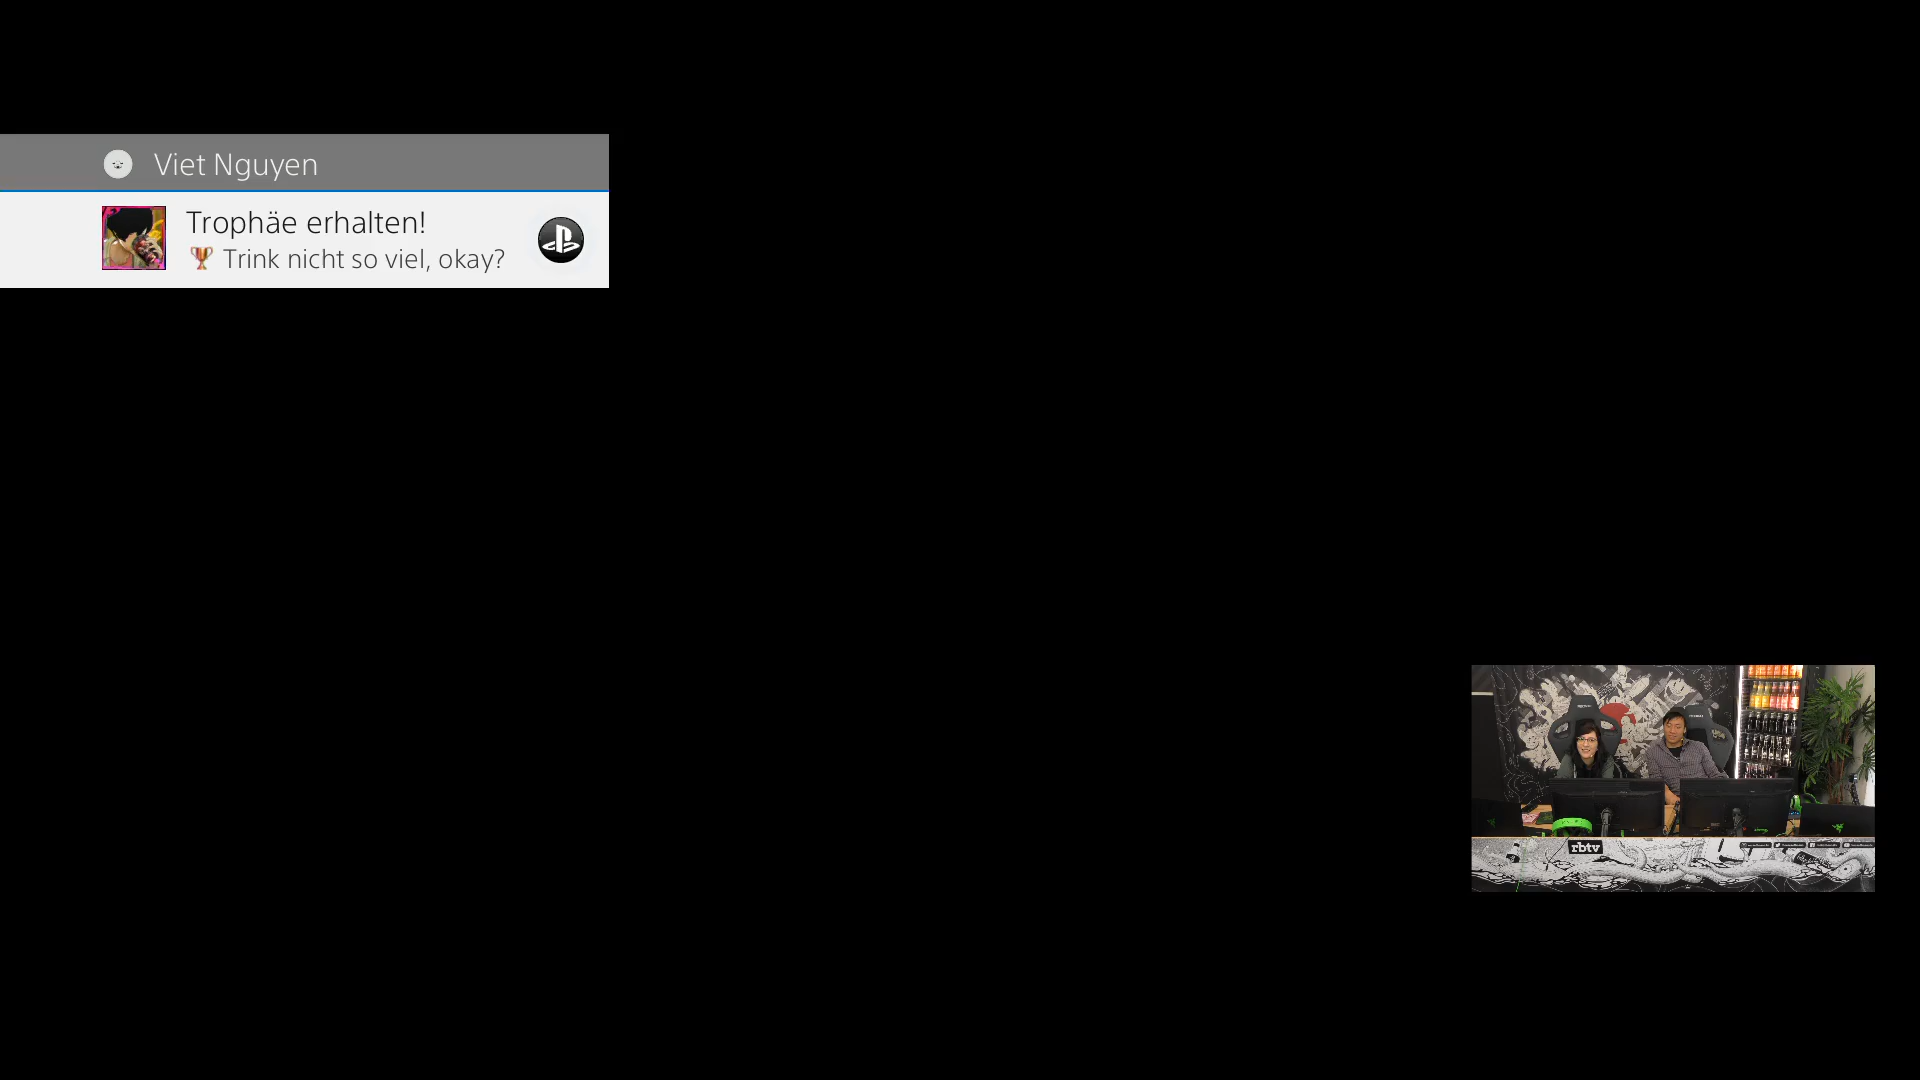 Viet Nguyen
Trophäe erhalten!
Trink nicht so viel, okay?
rbtv